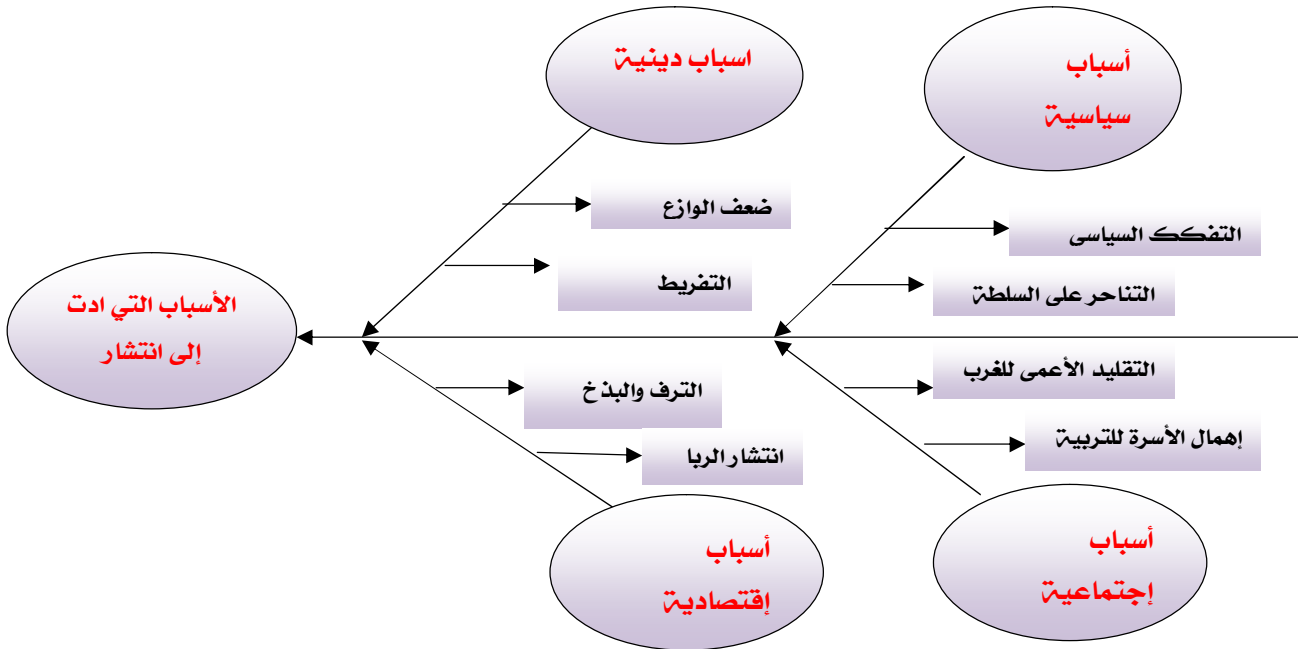 أسباب
سياسية
اسباب دينية
ضعف الوازع
التفكك السياسى
التفريط
التناحر على السلطة
الأسباب التي ادت
إلى انتشار
التقليد الأعمى للغرب
الترف والبذخ
إهمال الأسرة للتربية
انتشار الربا
أسباب
إجتماعية
أسباب
إقتصادية